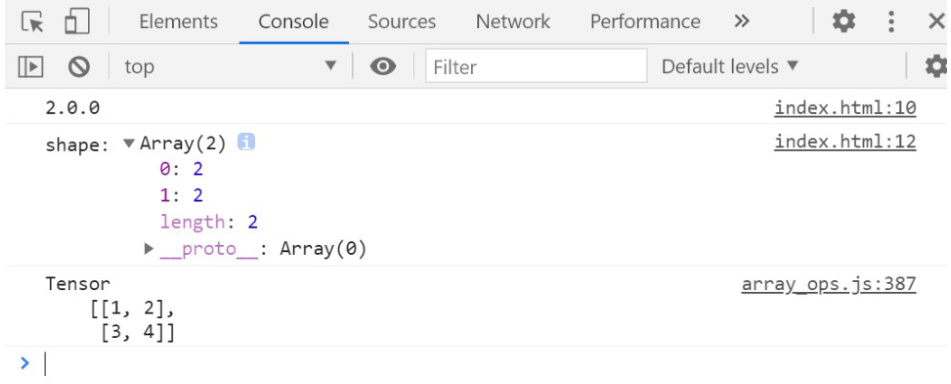 Elements Console Sources Network Performance »
top Filter Default levels ▼
2.0.0 index.html:10
shape: ▼Array(2) i index.html:12
0: 2
1: 2
length: 2
▶__proto__: Array(0)
Tensor array_ops.js:387
[[1, 2],
[3, 4]]
>